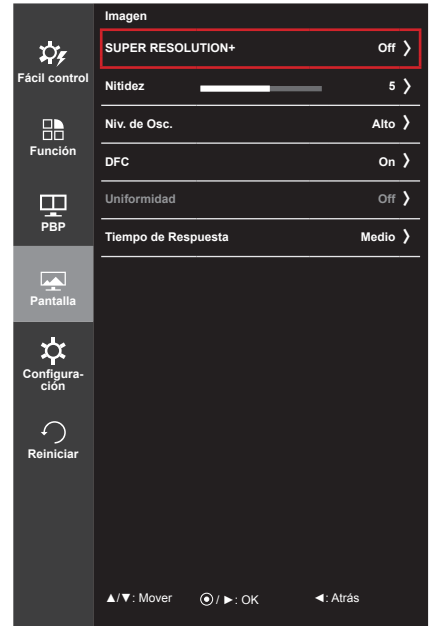 Imagen
SUPER RESOLUTION+ Off
Nitidez 5
Niv. de Osc. Alto
DFC On
Uniformidad Off
Tiempo de Respuesta Medio
Fácil control
Función
PBP
Pantalla
Configura-
ción
Reiniciar
▲/▼: Mover ⦿/ ►: OK ◄: Atrás